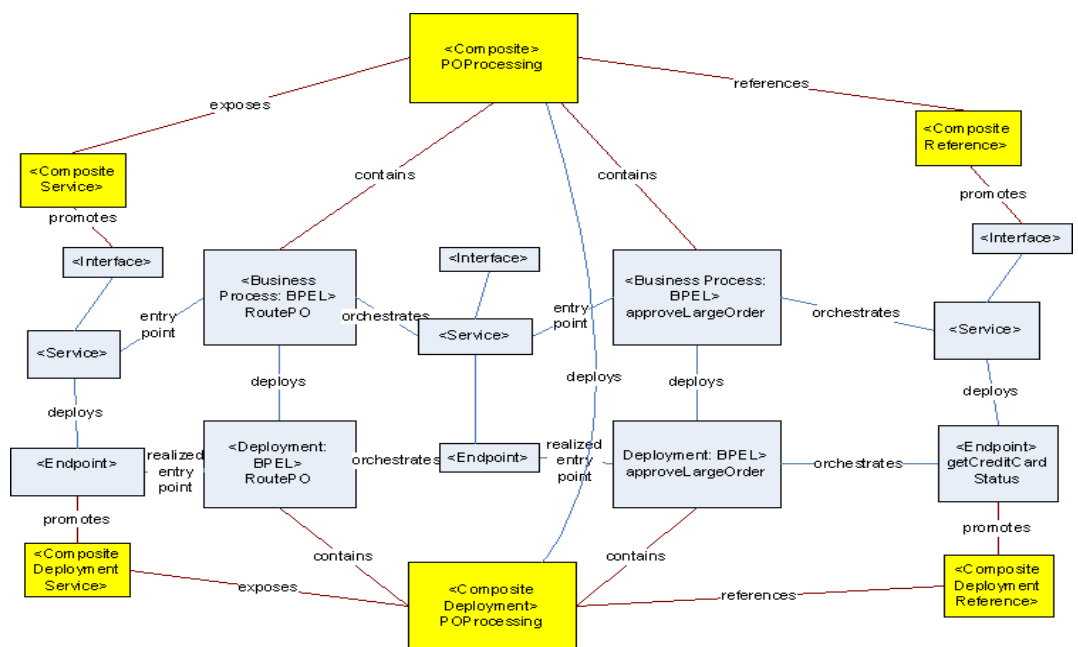 <Composite>
POProcessing
exposes
references
<Composite
Service>
<Composite
Reference>
contains
contains
promotes
promotes
<Interface>
<Interface>
<Interface>
<Business
Process: BPEL>
RoutePO
<Business Process:
BPEL>
approveLargeOrder
entry
point
orchestrates
entry
point
orchestrates
<Service>
<Service>
<Service>
deploys
deploys
deploys
deploys
deploys
<Endpoint>
realized
entry
point
<Deployment:
BPEL>
RoutePO
orchestrates
<Endpoint>
realized
entry
point
Deployment: BPEL>
approveLargeOrder
orchestrates
<Endpoint>
getCreditCard
Status
promotes
promotes
<Composite
Deployment
Service>
contains
contains
<Composite
Deployment
Reference>
exposes
<Composite
Deployment>
POProcessing
references